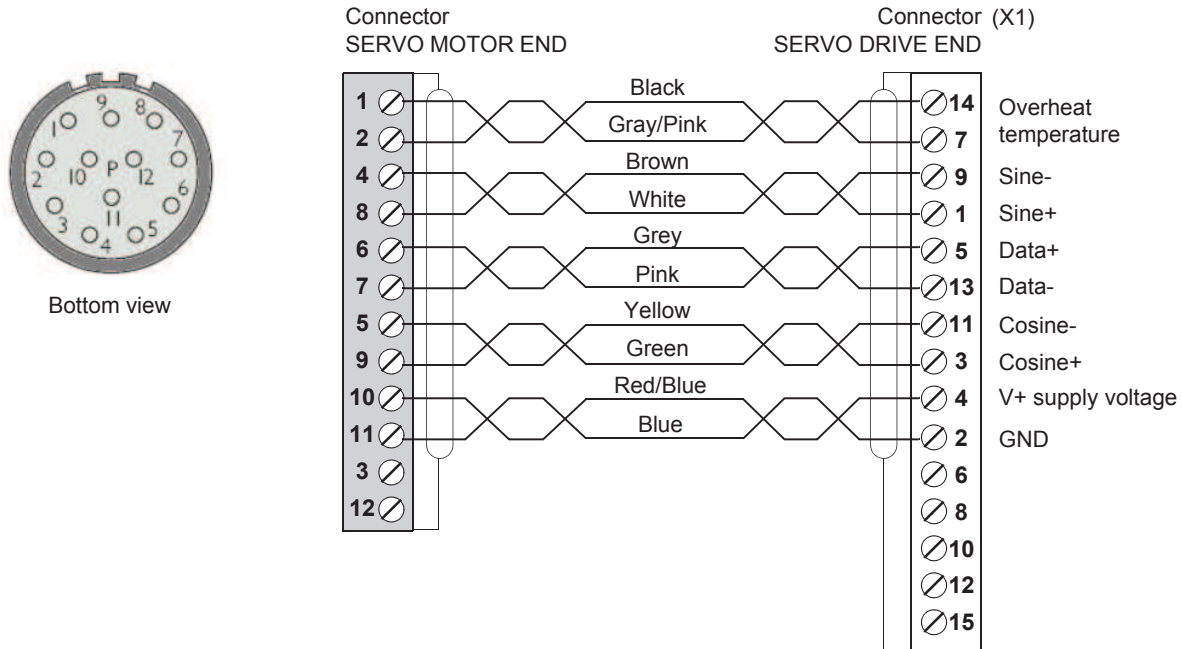 Connector
SERVO MOTOR END
Connector (X1)
SERVO DRIVE END
9
8
1
7
2
10
P
12
6
3
11
4
5
Bottom view
1 Black 14 Overheat
2 Gray/Pink 7 temperature
4 Brown 9 Sine-
8 White 1 Sine+
6 Grey 5 Data+
7 Pink 13 Data-
5 Yellow 11 Cosine-
9 Green 3 Cosine+
10 Red/Blue 4 V+ supply voltage
11 Blue 2 GND
3 6
12 8
10
12
15